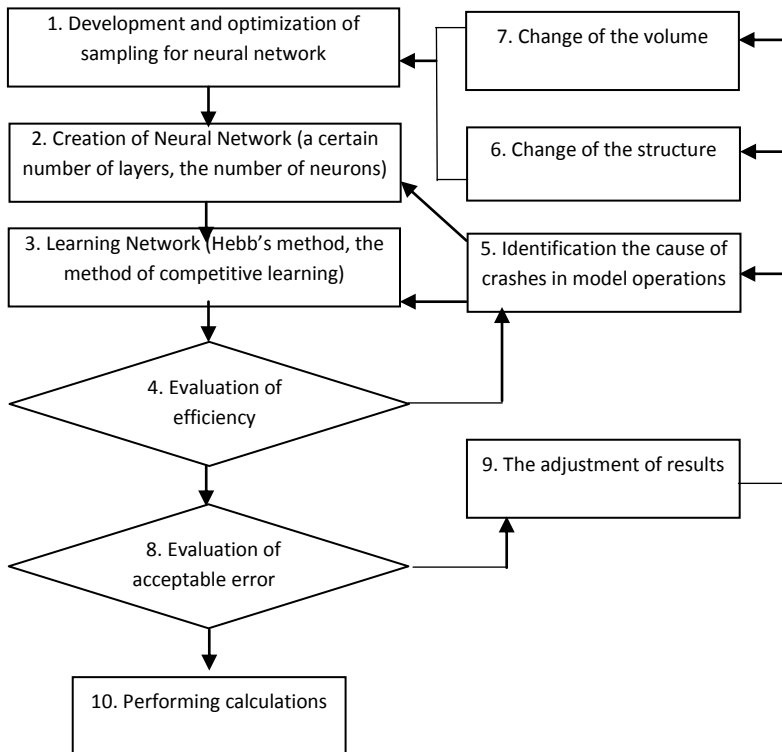 1. Development and optimization of
sampling for neural network
7. Change of the volume
2. Creation of Neural Network (a certain
number of layers, the number of neurons)
6. Change of the structure
3. Learning Network (Hebb's method, the
method of competitive learning)
5. Identification the cause of
crashes in model operations
4. Evaluation of
efficiency
9. The adjustment of results
8. Evaluation of
acceptable error
10. Performing calculations